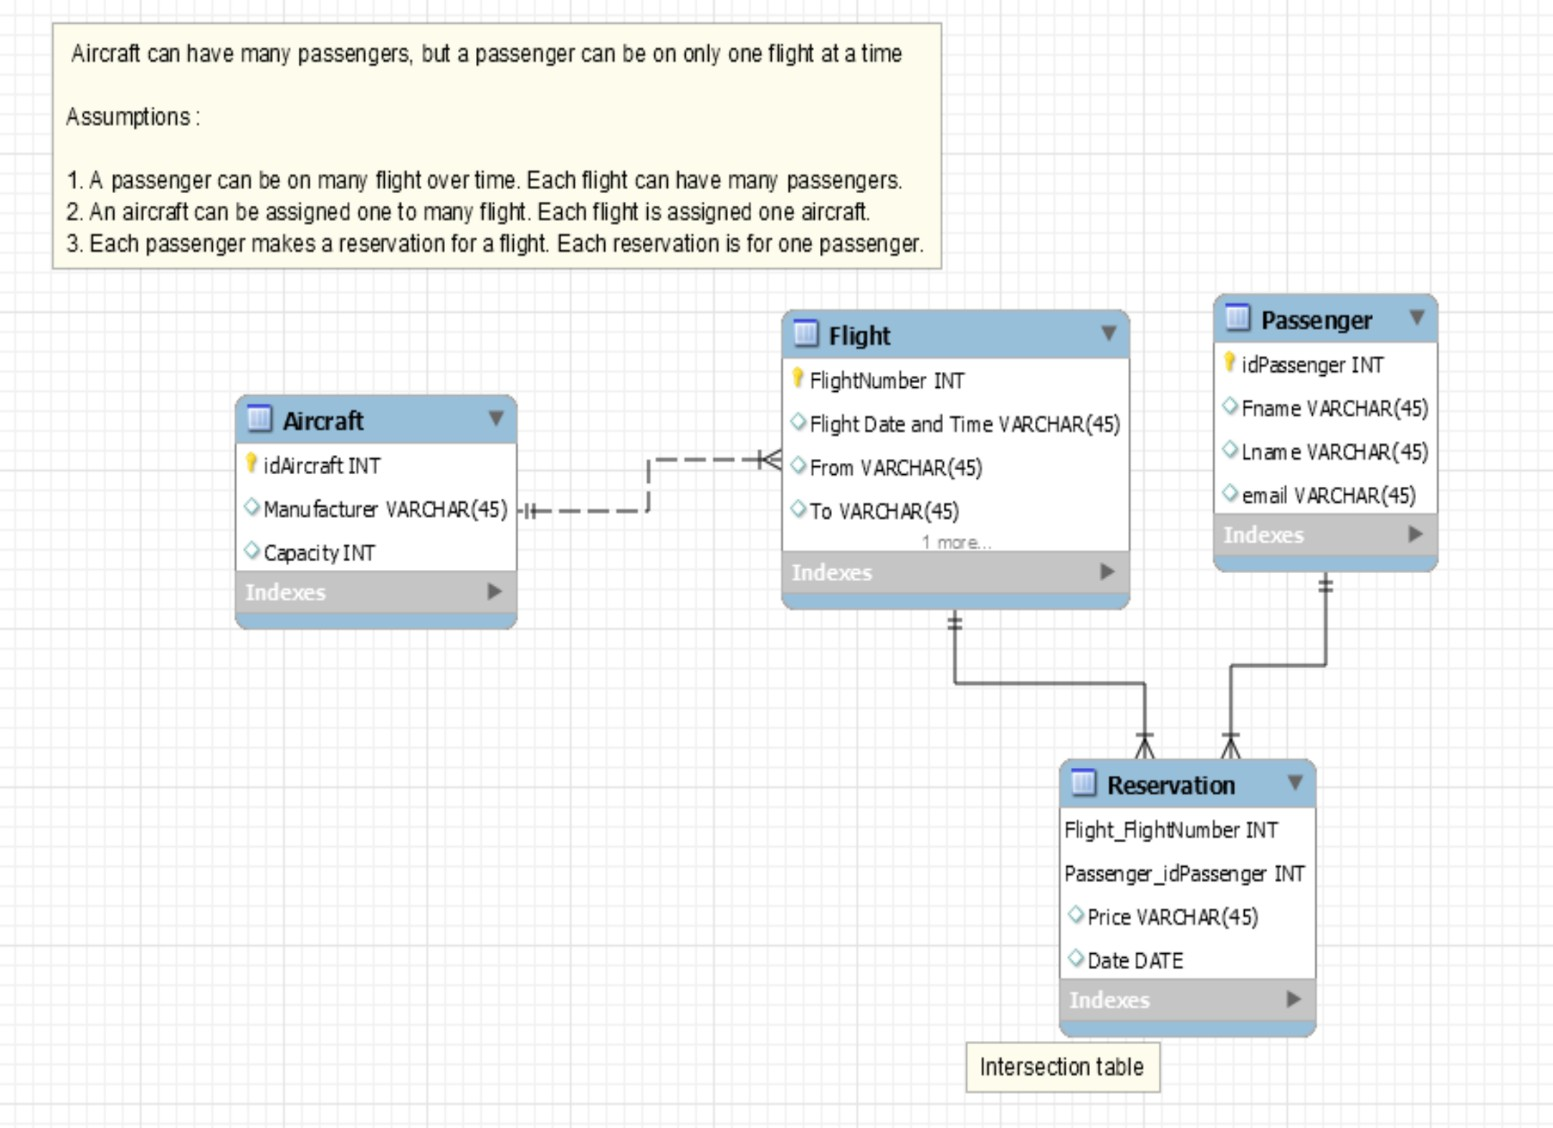 Aircraft can have many passengers, but a passenger can be on only one flight at a time
Assumptions :
1. A passenger can be on many flight over time. Each flight can have many passengers.
2. An aircraft can be assigned one to many flight. Each flight is assigned one aircraft.
3. Each passenger makes a reservation for a flight. Each reservation is for one passenger.
Aircraft
idAircraft INT
Manufacturer VARCHAR(45)
Capacity INT
Indexes
Flight
FlightNumber INT
Flight Date and Time VARCHAR(45)
From VARCHAR(45)
To VARCHAR(45)
1 more...
Indexes
Passenger
idPassenger INT
Fname VARCHAR(45)
Lname VARCHAR(45)
email VARCHAR(45)
Indexes
Reservation
Flight_FlightNumber INT
Passenger_idPassenger INT
Price VARCHAR(45)
Date DATE
Indexes
Intersection table